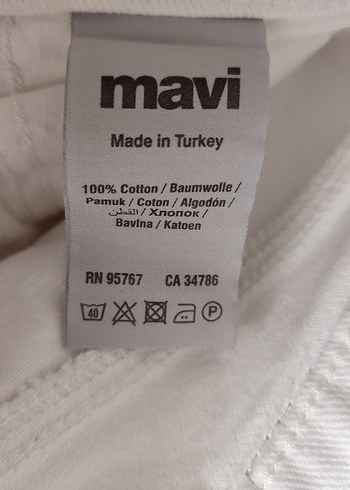 mavi
Made in Turkey
100% Cotton / Baumwolle /
Pamuk / Coton / Algodón /
القطن / Хлопок /
Bavlna / Katoen
RN 95767 CA 34786
40 P